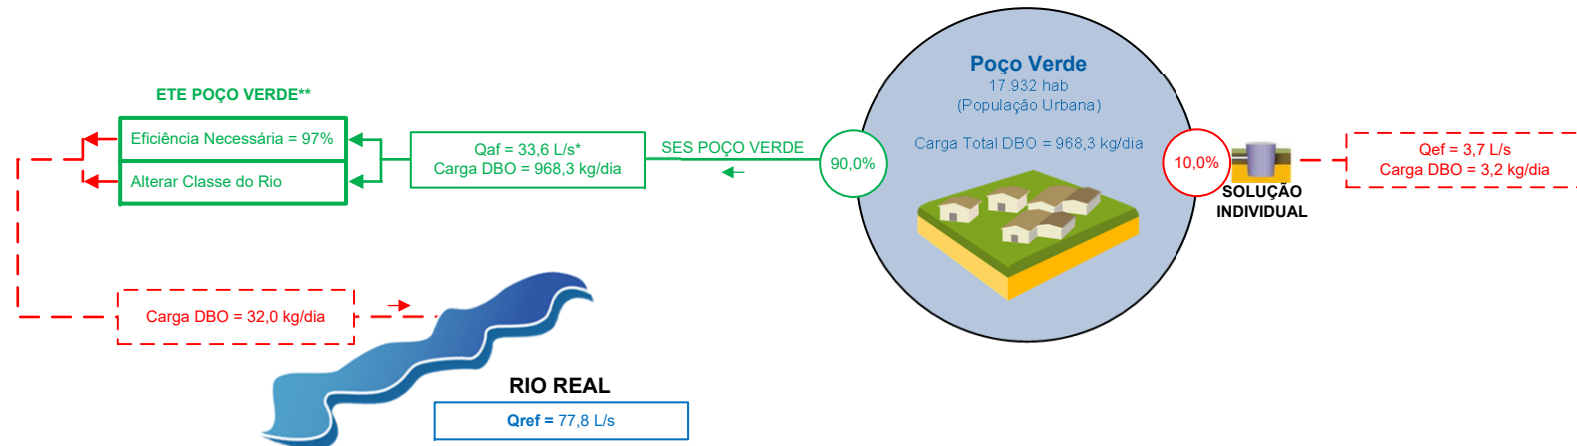 ETE POÇO VERDE**
Eficiência Necessária = 97%
Alterar Classe do Rio
Qaf = 33,6 L/s*
Carga DBO = 968,3 kg/dia
SES POÇO VERDE
90,0%
Poço Verde
17.932 hab
(População Urbana)
Carga Total DBO = 968,3 kg/dia
10,0%
SOLUÇÃO
INDIVIDUAL
Qef = 3,7 L/s
Carga DBO = 3,2 kg/dia
Carga DBO = 32,0 kg/dia
RIO REAL
Qref = 77,8 L/s